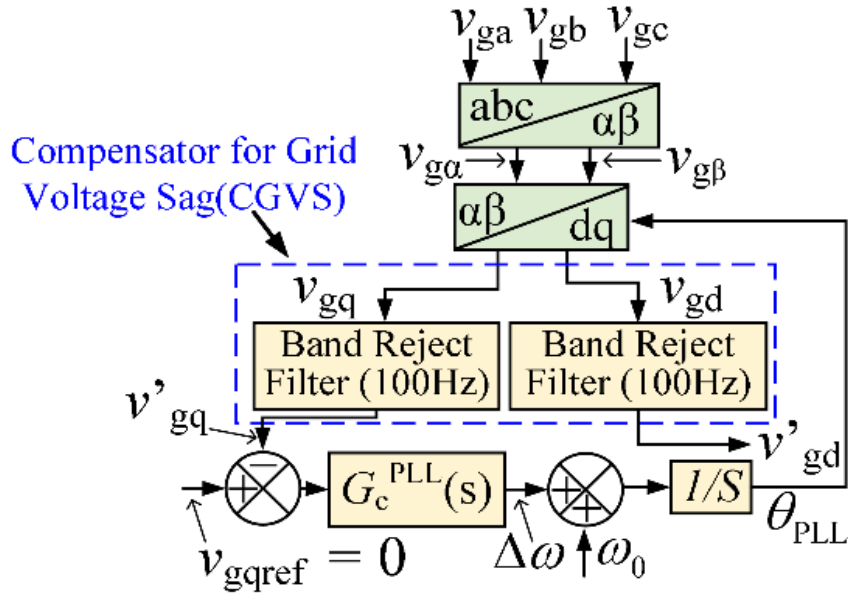 v_ga v_gb v_gc
abc αβ
Compensator for Grid
Voltage Sag(CGVS)
v_gα v_gβ
αβ dq
v_gq v_gd
Band Reject Filter (100Hz)
Band Reject Filter (100Hz)
v'_gq v'_gd
− +
G_c^PLL(s)
+ +
1/S
θ_PLL
v_gqref = 0
Δω ω_0